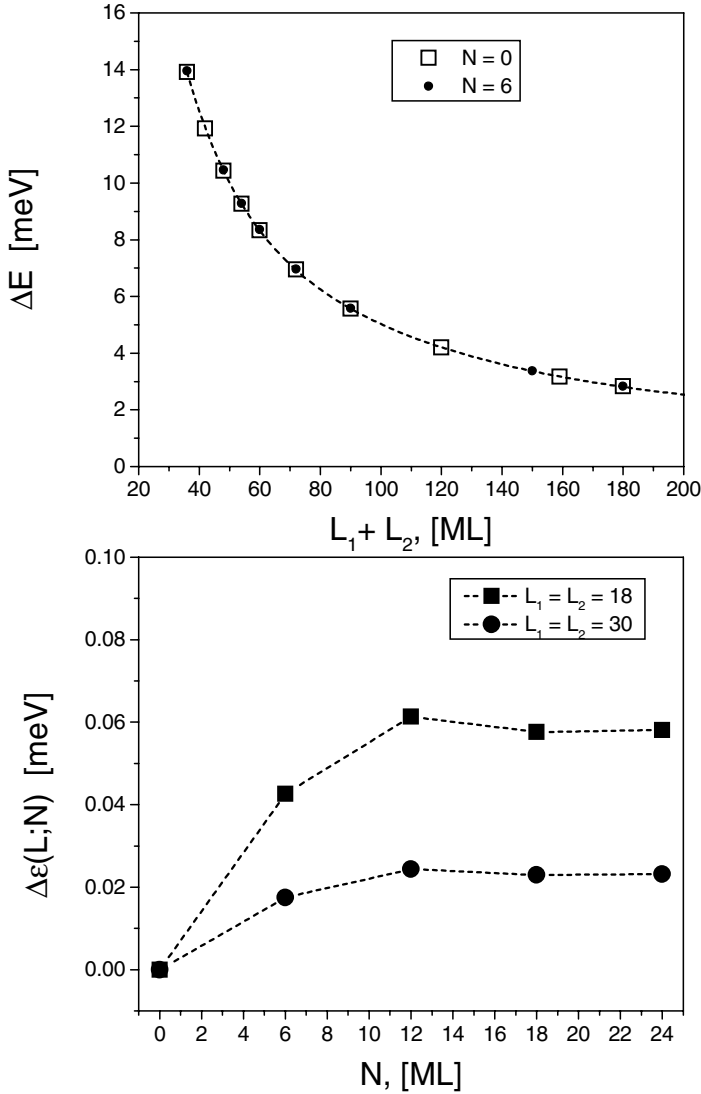 16
14
12
10
8
6
4
2
0
ΔE [meV]
N = 0
N = 6
20 40 60 80 100 120 140 160 180 200
L₁+ L₂, [ML]
0.10
0.08
0.06
0.04
0.02
0.00
Δε(L;N) [meV]
L₁ = L₂ = 18
L₁ = L₂ = 30
0 2 4 6 8 10 12 14 16 18 20 22 24
N, [ML]